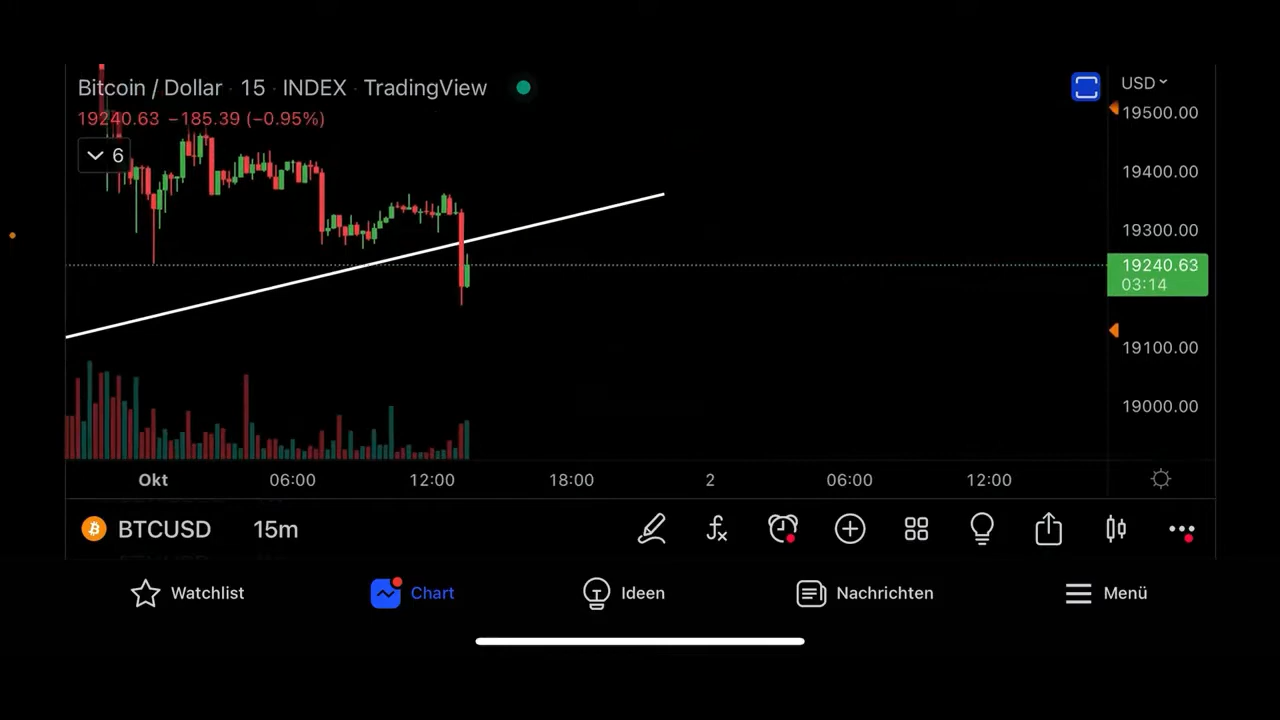 Bitcoin / Dollar · 15 · INDEX · TradingView
USD
19240.63 −185.39 (−0.95%)
6
19500.00
19400.00
19300.00
19240.63
03:14
19100.00
19000.00
Okt 06:00 12:00 18:00 2 06:00 12:00
BTCUSD 15m
Watchlist Chart Ideen Nachrichten Menü